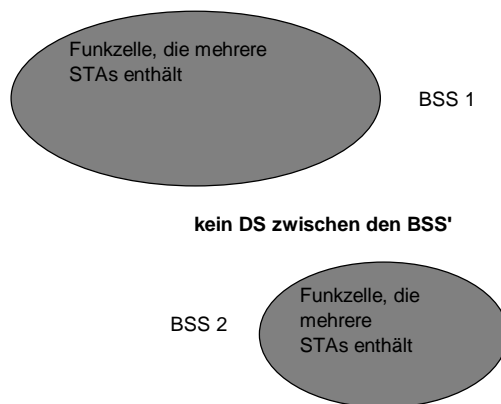 Funkzelle, die mehrere
STAs enthält
BSS 1
kein DS zwischen den BSS'
Funkzelle, die
mehrere
STAs enthält
BSS 2